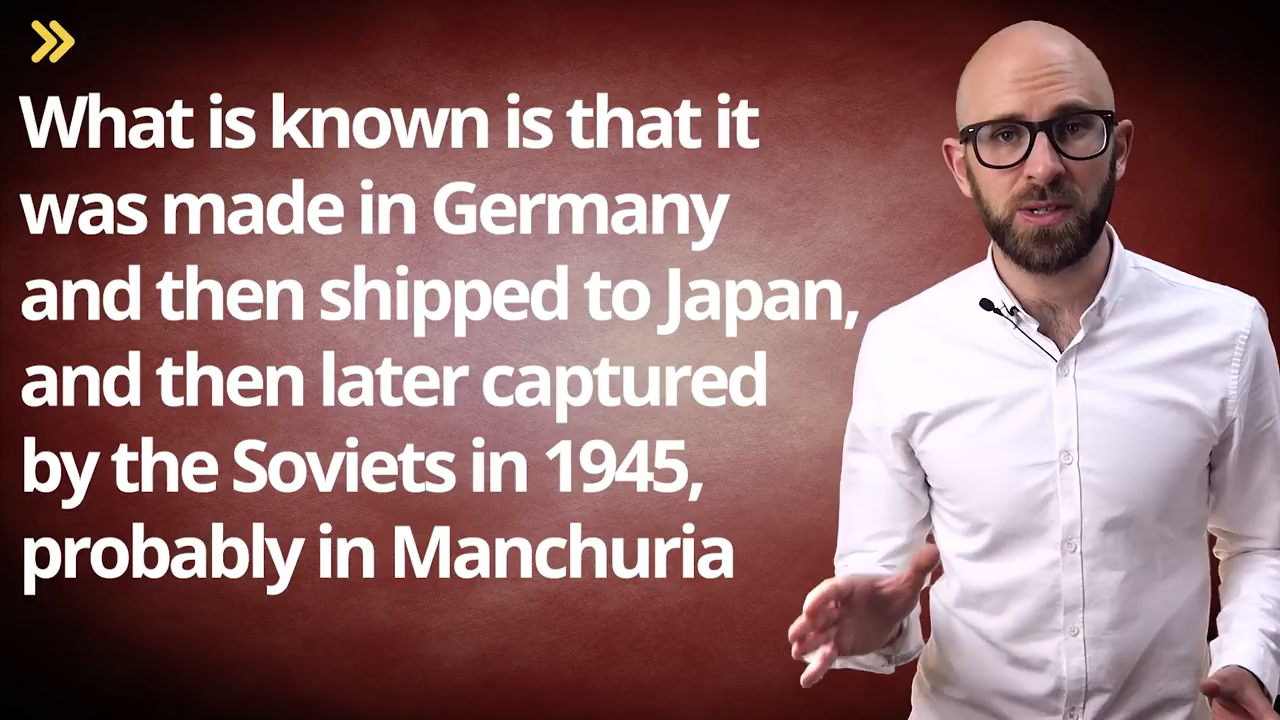 What is known is that it
was made in Germany
and then shipped to Japan,
and then later captured
by the Soviets in 1945,
probably in Manchuria